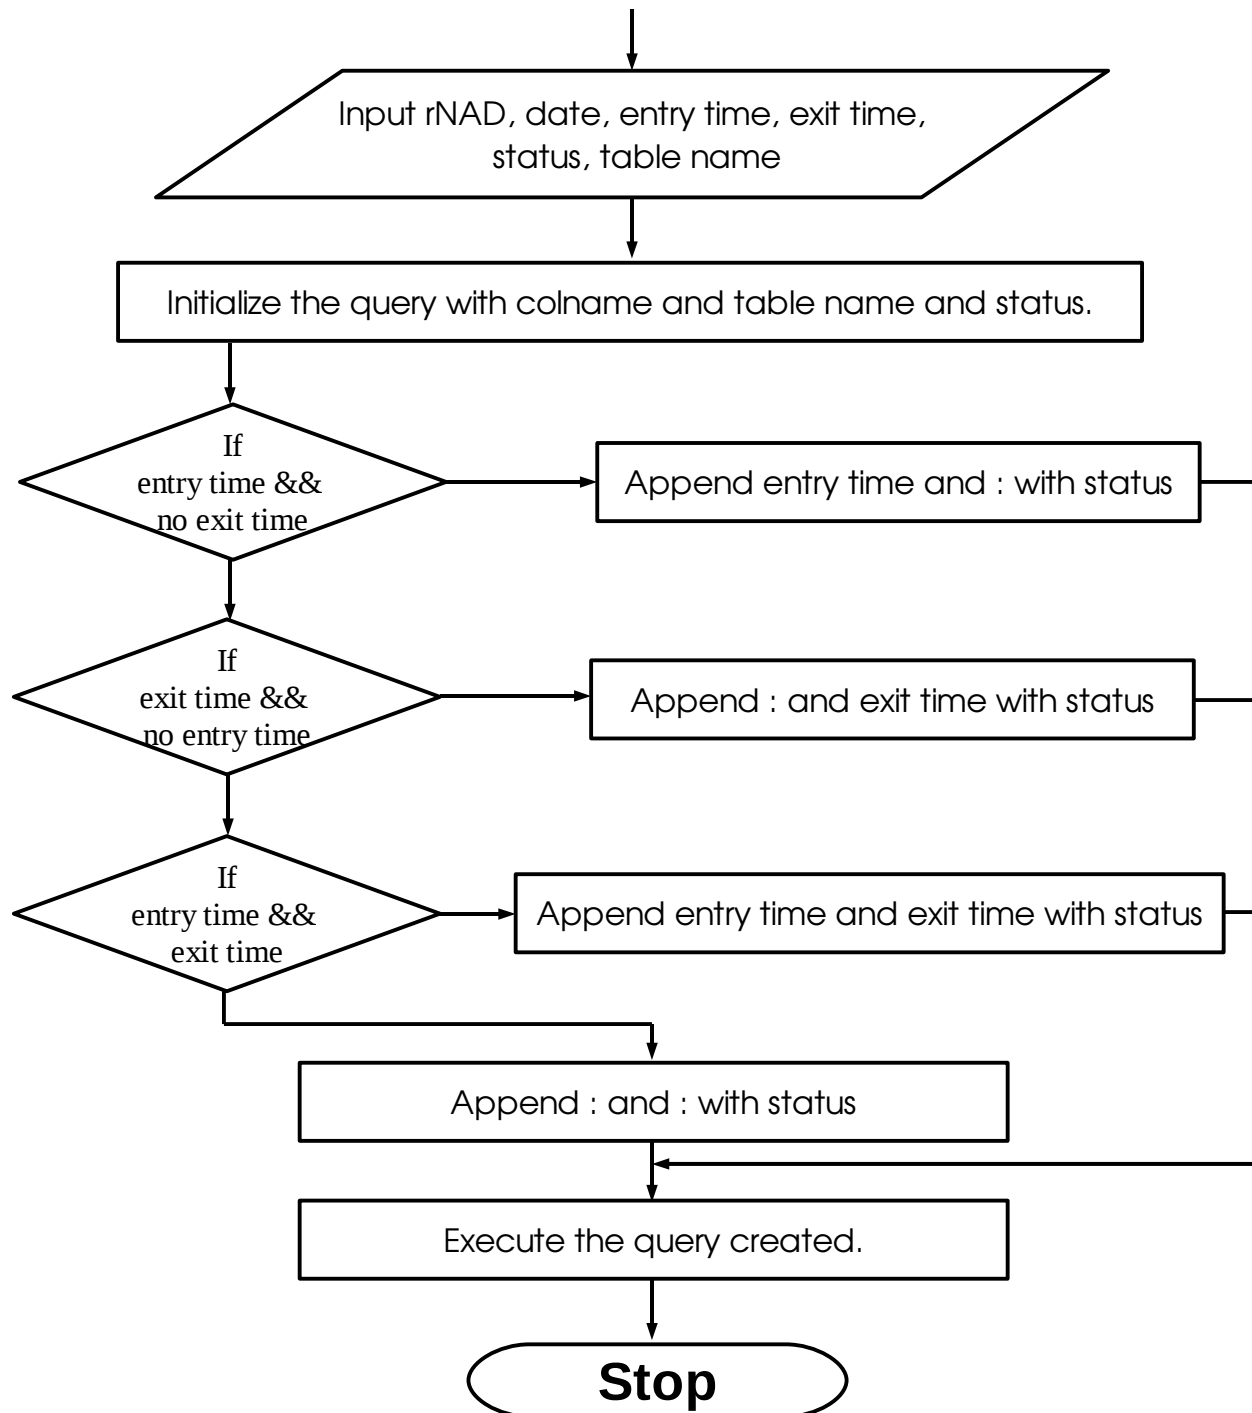 Input rNAD, date, entry time, exit time,
status, table name
Initialize the query with colname and table name and status.
If
entry time &&
no exit time
Append entry time and : with status
If
exit time &&
no entry time
Append : and exit time with status
If
entry time &&
exit time
Append entry time and exit time with status
Append : and : with status
Execute the query created.
Stop